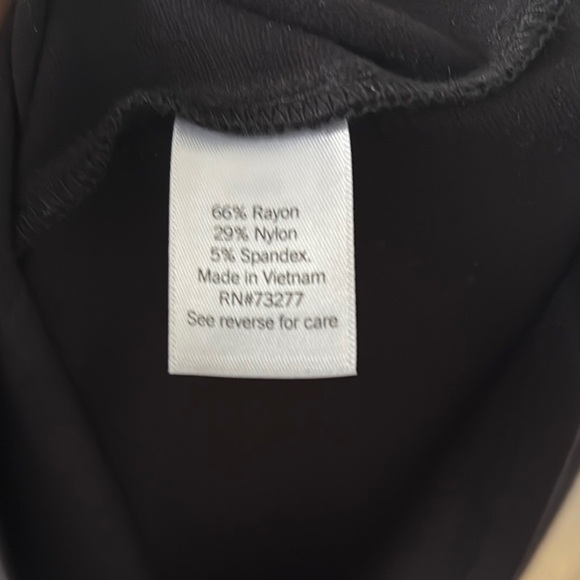 66% Rayon
29% Nylon
5% Spandex.
Made in Vietnam
RN#73277
See reverse for care